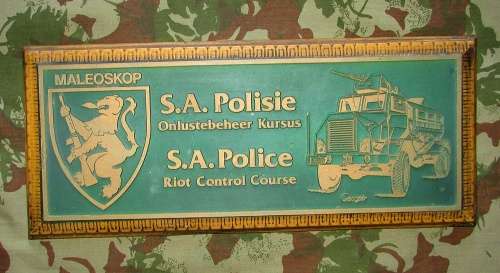 MALEOSKOP
S.A. Polisie
Onlustebeheer Kursus
S.A. Police
Riot Control Course